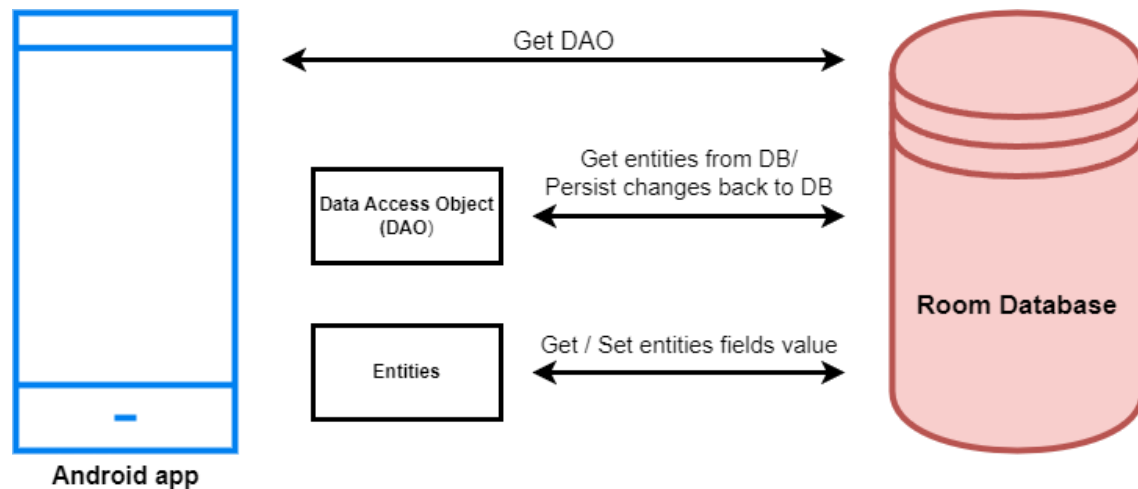 Get DAO
Get entities from DB/
Persist changes back to DB
Data Access Object
(DAO)
Room Database
Get / Set entities fields value
Entities
Android app